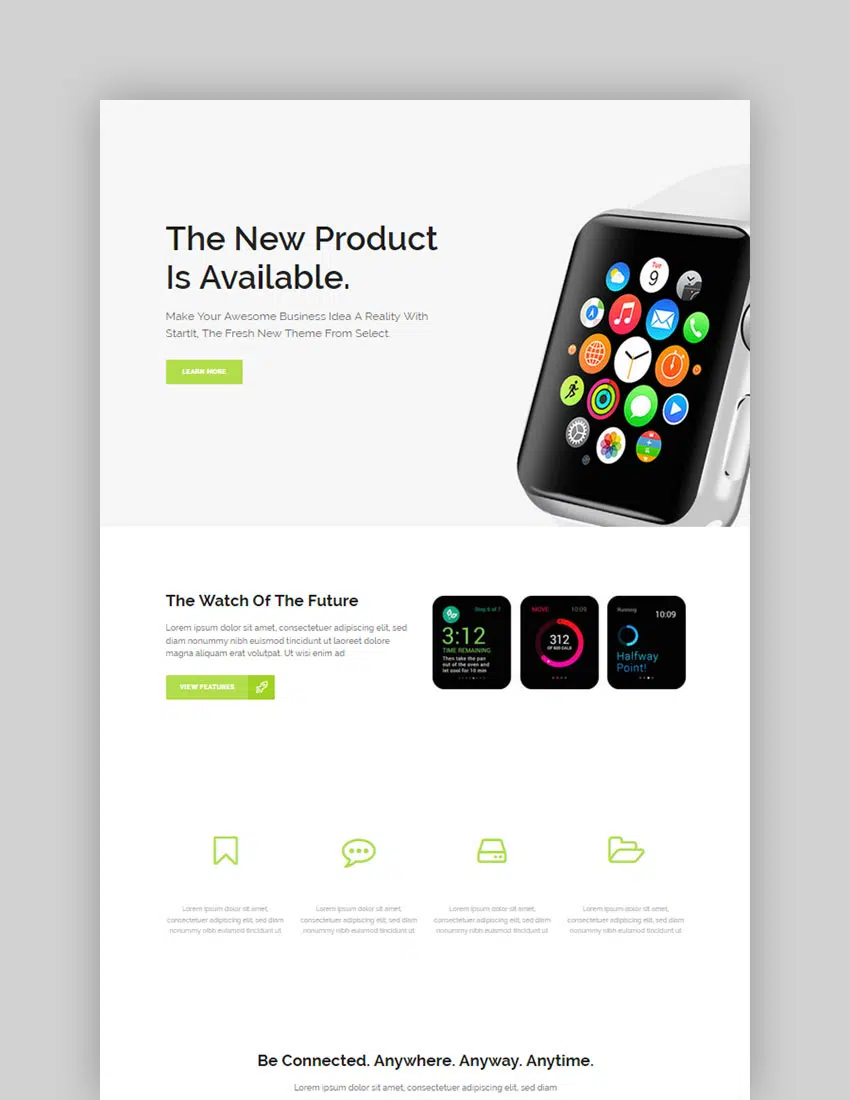 The New Product
Is Available.
Make Your Awesome Business Idea A Reality With
StartIt, The Fresh New Theme From Select.
LEARN MORE
Tue
9
The Watch Of The Future
Lorem ipsum dolor sit amet, consectetuer adipiscing elit, sed
diam nonummy nibh euismod tincidunt ut laoreet dolore
magna aliquam erat volutpat. Ut wisi enim ad
VIEW FEATURES
Step 6 of 7
3:12
TIME REMAINING
Then take the pan
out of the oven and
let cool for 10 min
MOVE 10:09
312
OF 600 CALS
Running 10:09
Halfway
Point!
Lorem ipsum dolor sit amet,
consectetuer adipiscing elit, sed diam
nonummy nibh euismod tincidunt ut
Lorem ipsum dolor sit amet,
consectetuer adipiscing elit, sed diam
nonummy nibh euismod tincidunt ut
Lorem ipsum dolor sit amet,
consectetuer adipiscing elit, sed diam
nonummy nibh euismod tincidunt ut
Lorem ipsum dolor sit amet,
consectetuer adipiscing elit, sed diam
nonummy nibh euismod tincidunt ut
Be Connected. Anywhere. Anyway. Anytime.
Lorem ipsum dolor sit amet, consectetuer adipiscing elit, sed diam